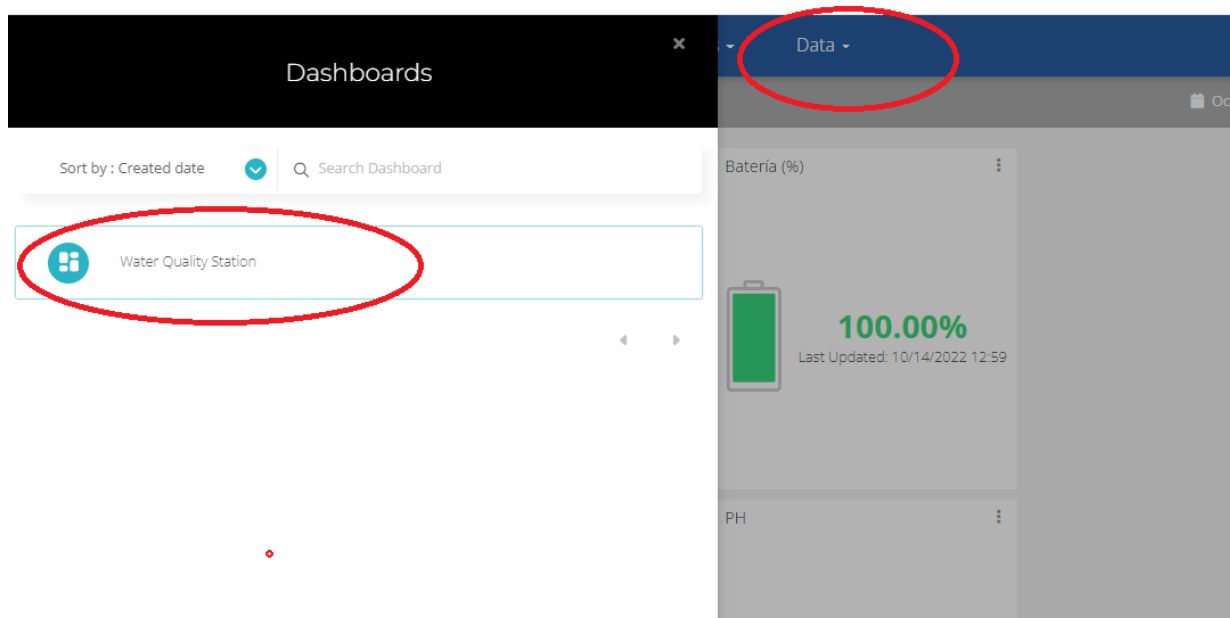 Data
Dashboards
Oc
Sort by : Created date
Search Dashboard
Batería (%)
Water Quality Station
100.00%
Last Updated: 10/14/2022 12:59
PH